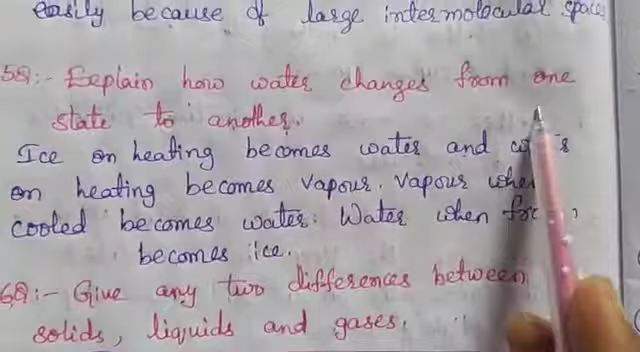 easily because of large intermolecular spaces
5Q:- Explain how water changes from one
state to another.
Ice on heating becomes water and
on heating becomes vapour. Vapour when
cooled becomes water. Water when
becomes ice.
6Q:- Give any two differences between
solids, liquids and gases.